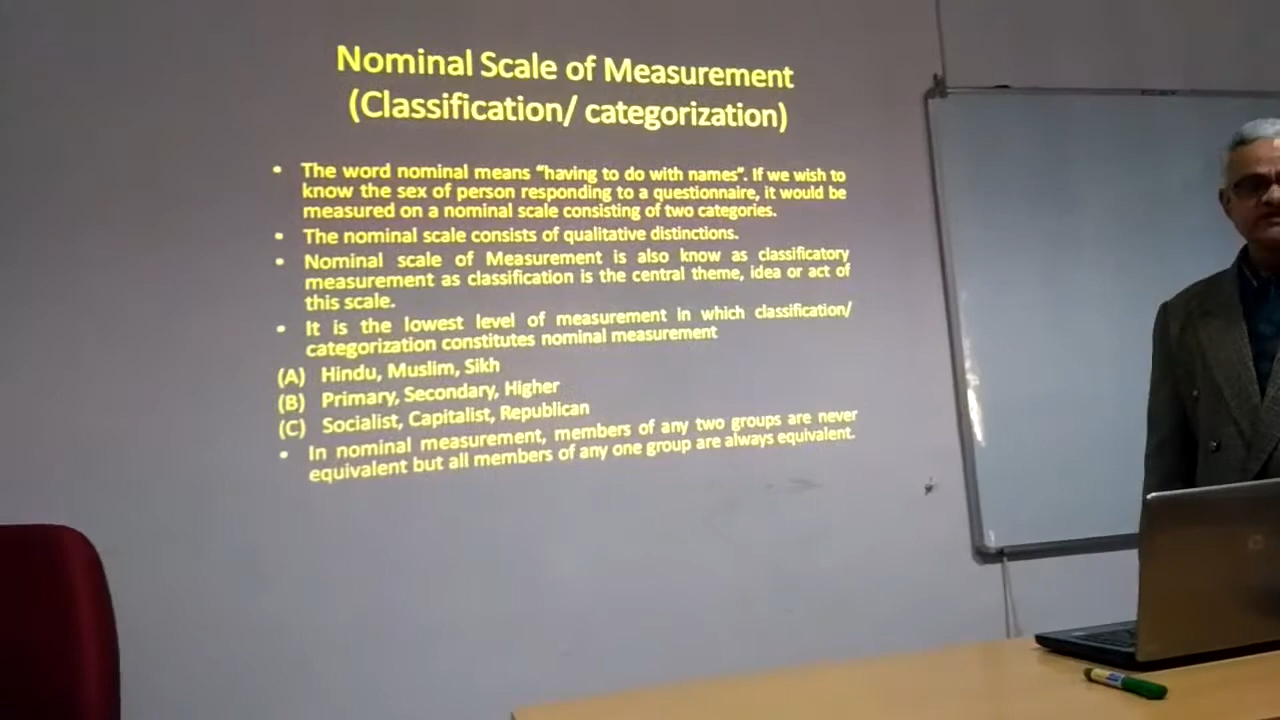 Nominal Scale of Measurement
(Classification/ categorization)
• The word nominal means “having to do with names”. If we wish to
know the sex of person responding to a questionnaire, it would be
measured on a nominal scale consisting of two categories.
• The nominal scale consists of qualitative distinctions.
• Nominal scale of Measurement is also know as classificatory
measurement as classification is the central theme, idea or act of
this scale.
• It is the lowest level of measurement in which classification/
categorization constitutes nominal measurement
(A) Hindu, Muslim, Sikh
(B) Primary, Secondary, Higher
(C) Socialist, Capitalist, Republican
• In nominal measurement, members of any two groups are never
equivalent but all members of any one group are always equivalent.